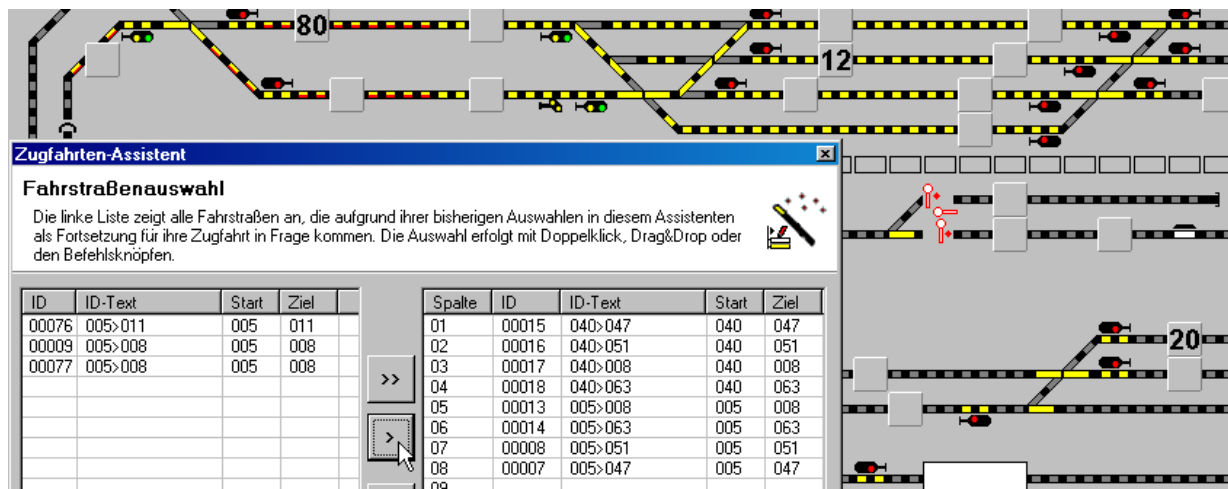 80
12
Zugfahrten-Assistent
Fahrstraßenauswahl
Die linke Liste zeigt alle Fahrstraßen an, die aufgrund ihrer bisherigen Auswahlen in diesem Assistenten
als Fortsetzung für ihre Zugfahrt in Frage kommen. Die Auswahl erfolgt mit Doppelklick, Drag&Drop oder
den Befehlsknöpfen.
ID ID-Text Start Ziel
00076 005>011 005 011
00009 005>008 005 008
00077 005>008 005 008
>>
>
Spalte ID ID-Text Start Ziel
01 00015 040>047 040 047
02 00016 040>051 040 051
03 00017 040>008 040 008
04 00018 040>063 040 063
05 00013 005>008 005 008
06 00014 005>063 005 063
07 00008 005>051 005 051
08 00007 005>047 005 047
09
20